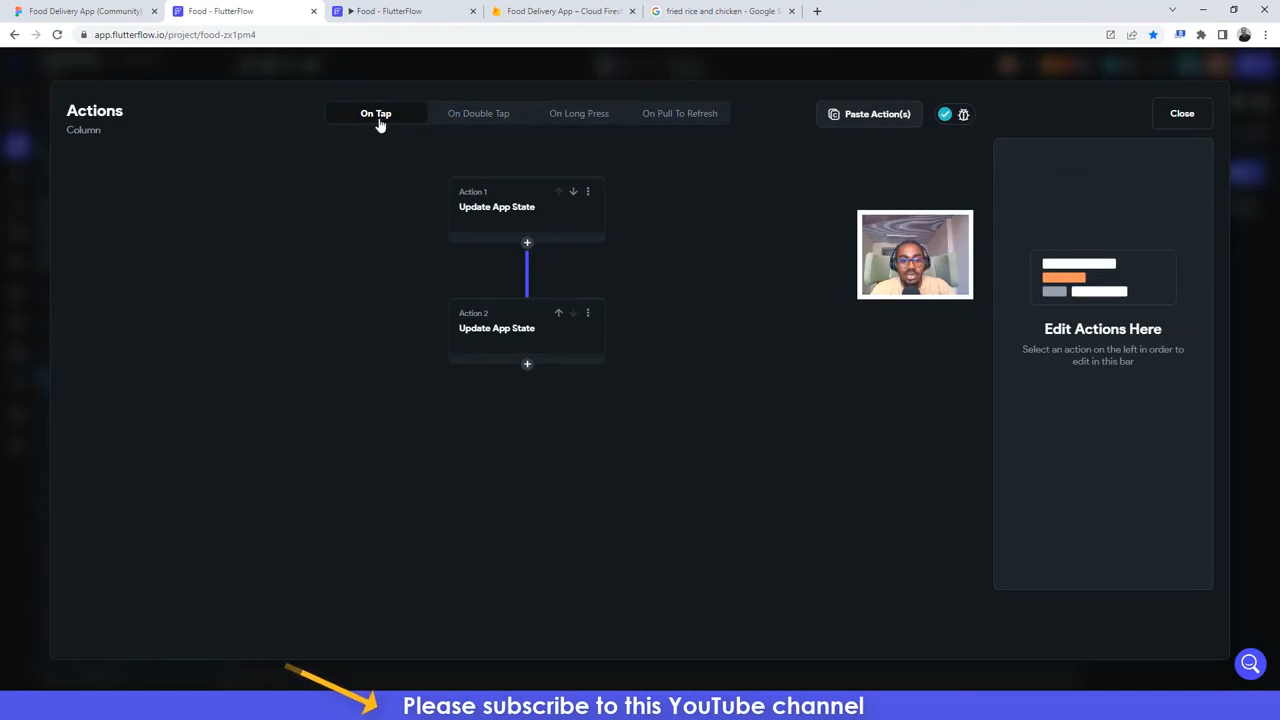 Food Delivery App (Community)
Food - FlutterFlow
Food - FlutterFlow
Food Delivery App – Cloud Firest
fried rice and chicken - Google S
app.flutterflow.io/project/food-zx1pm4
Actions
Column
On Tap
On Double Tap
On Long Press
On Pull To Refresh
Paste Action(s)
Close
Action 1
Update App State
Action 2
Update App State
Edit Actions Here
Select an action on the left in order to
edit in this bar
Please subscribe to this YouTube channel